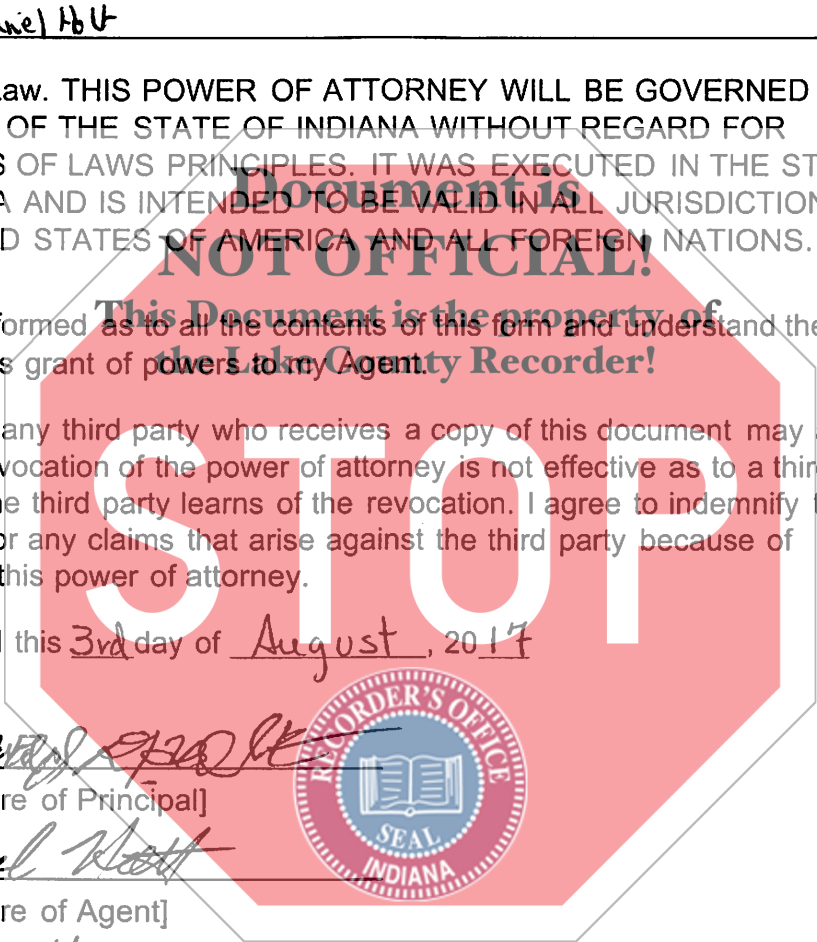 Holt
Law. THIS POWER OF ATTORNEY WILL BE GOVERNED
OF THE STATE OF INDIANA WITHOUT REGARD FOR
S OF LAWS PRINCIPLES. IT WAS EXECUTED IN THE ST
A AND IS INTENDED TO BE VALID IN ALL JURISDICTION
D STATES OF AMERICA AND ALL FOREIGN NATIONS.
Document is
NOT OFFICIAL!
This Document is the property of
the Lake County Recorder!
formed as to all the contents of this form and understand the
s grant of powers to my Agent.
any third party who receives a copy of this document may
vocation of the power of attorney is not effective as to a thir
e third party learns of the revocation. I agree to indemnify t
or any claims that arise against the third party because of
this power of attorney.
STOP
this 3rd day of August, 2017
re of Principal]
re of Agent]
RECORDER'S OFFICE
SEAL
INDIANA